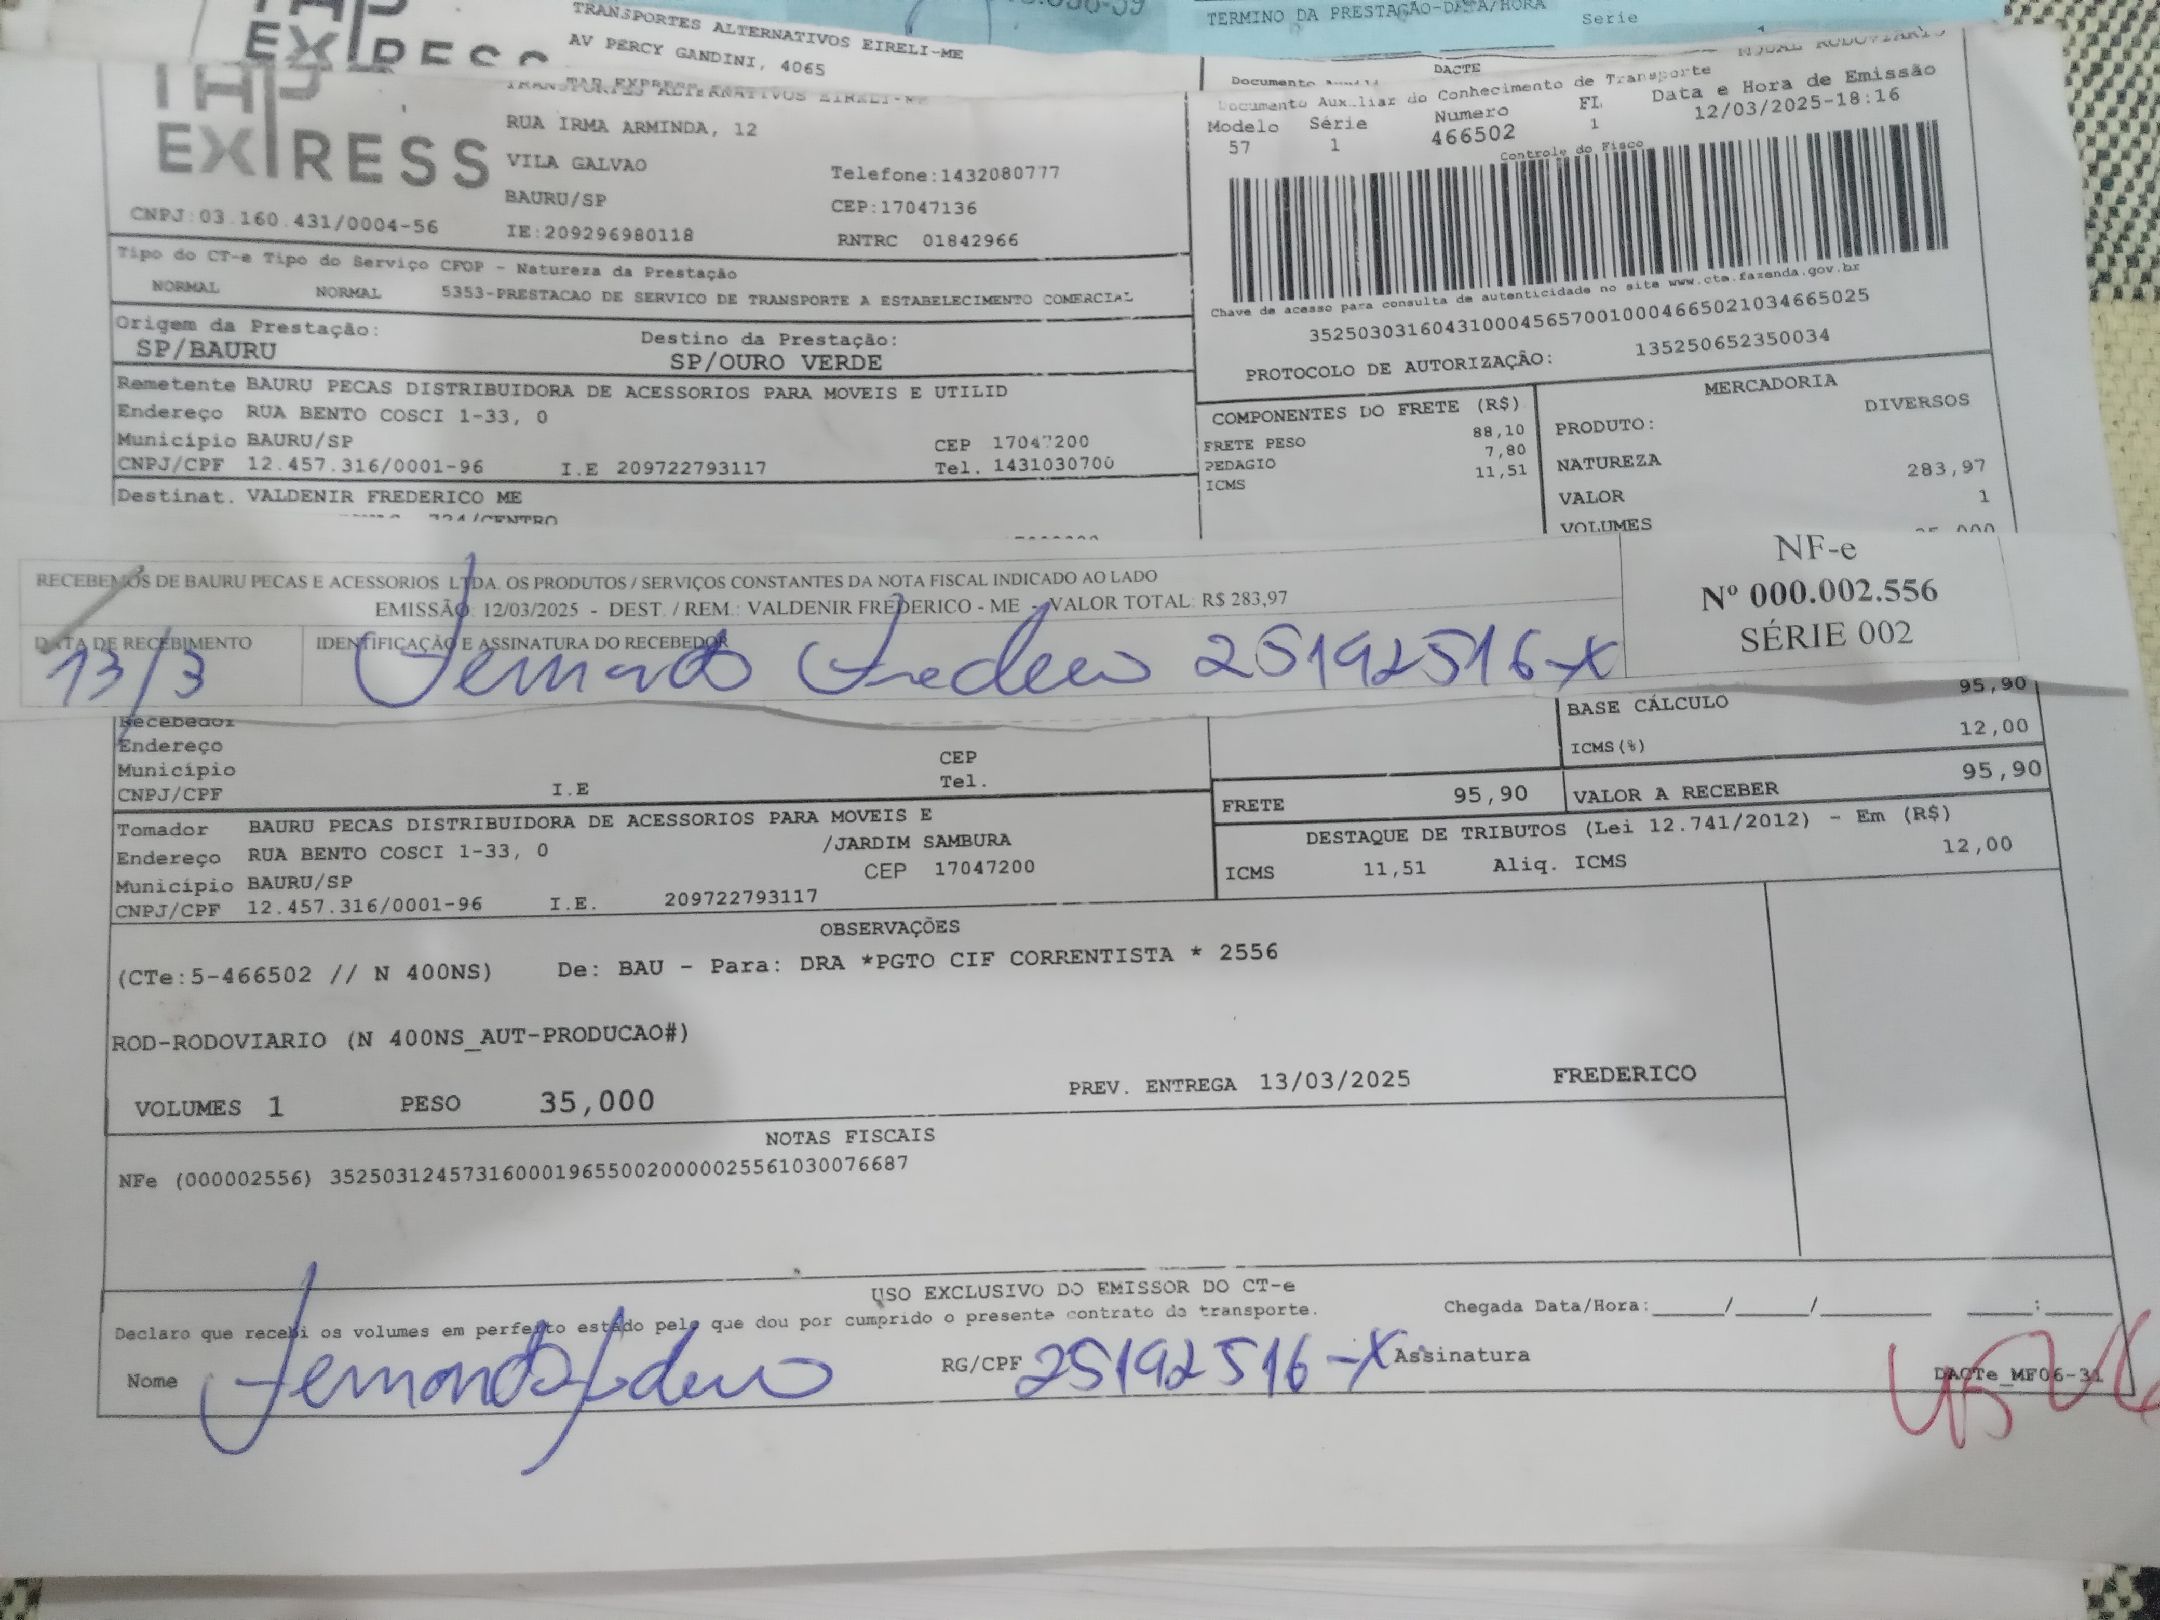 TRANSPORTES ALTERNATIVOS EIRELI-ME
AV PERCY GANDINI, 4065
TERMINO DA PRESTAÇÃO-DATA/HORA
Serie
EXPRESS
RUA IRMA ARMINDA, 12
VILA GALVAO
Telefone:1432080777
BAURU/SP
CEP:17047136
CNPJ:03.160.431/0004-56
IE:209296980118
RNTRC 01842966
DACTE
Documento Auxiliar do Conhecimento de Transporte
Modelo Série Numero FL Data e Hora de Emissão
57 1 466502 1 12/03/2025-18:16
Controle do Fisco
Chave de acesso para consulta de autenticidade no site www.cte.fazenda.gov.br
35250303160431000456570010004665021034665025
PROTOCOLO DE AUTORIZAÇÃO: 135250652350034
Tipo do CT-e Tipo do Serviço CFOP - Natureza da Prestação
NORMAL NORMAL 5353-PRESTACAO DE SERVICO DE TRANSPORTE A ESTABELECIMENTO COMERCIAL
Origem da Prestação: Destino da Prestação:
SP/BAURU SP/OURO VERDE
Remetente BAURU PECAS DISTRIBUIDORA DE ACESSORIOS PARA MOVEIS E UTILID
Endereço RUA BENTO COSCI 1-33, 0
Município BAURU/SP CEP 17047200
CNPJ/CPF 12.457.316/0001-96 I.E 209722793117 Tel. 1431030700
Destinat. VALDENIR FREDERICO ME
COMPONENTES DO FRETE (R$)
FRETE PESO 88,10
PEDAGIO 7,80
ICMS 11,51
MERCADORIA
PRODUTO: DIVERSOS
NATUREZA
VALOR 283,97
VOLUMES 1
RECEBEMOS DE BAURU PECAS E ACESSORIOS LTDA. OS PRODUTOS / SERVIÇOS CONSTANTES DA NOTA FISCAL INDICADO AO LADO
EMISSÃO: 12/03/2025 - DEST. / REM.: VALDENIR FREDERICO - ME - VALOR TOTAL: R$ 283,97
DATA DE RECEBIMENTO IDENTIFICAÇÃO E ASSINATURA DO RECEBEDOR
13/3 Fernando Frederico 25192516-X
NF-e
Nº 000.002.556
SÉRIE 002
Recebedor
Endereço
Município CEP
CNPJ/CPF I.E Tel.
BASE CÁLCULO 95,90
ICMS(%) 12,00
FRETE 95,90 VALOR A RECEBER 95,90
Tomador BAURU PECAS DISTRIBUIDORA DE ACESSORIOS PARA MOVEIS E
Endereço RUA BENTO COSCI 1-33, 0 /JARDIM SAMBURA
Município BAURU/SP CEP 17047200
CNPJ/CPF 12.457.316/0001-96 I.E. 209722793117
DESTAQUE DE TRIBUTOS (Lei 12.741/2012) - Em (R$)
ICMS 11,51 Aliq. ICMS 12,00
OBSERVAÇÕES
(CTe:5-466502 // N 400NS) De: BAU - Para: DRA *PGTO CIF CORRENTISTA * 2556
ROD-RODOVIARIO (N 400NS_AUT-PRODUCAO#)
VOLUMES 1 PESO 35,000 PREV. ENTREGA 13/03/2025 FREDERICO
NOTAS FISCAIS
NFe (000002556) 35250312457316000196550020000025561030076687
USO EXCLUSIVO DO EMISSOR DO CT-e
Declaro que recebi os volumes em perfeito estado pelo que dou por cumprido o presente contrato de transporte. Chegada Data/Hora:____/____/____ ____:____
Nome Fernando Frederico RG/CPF 25192516-X Assinatura
DACTe_MF06-31